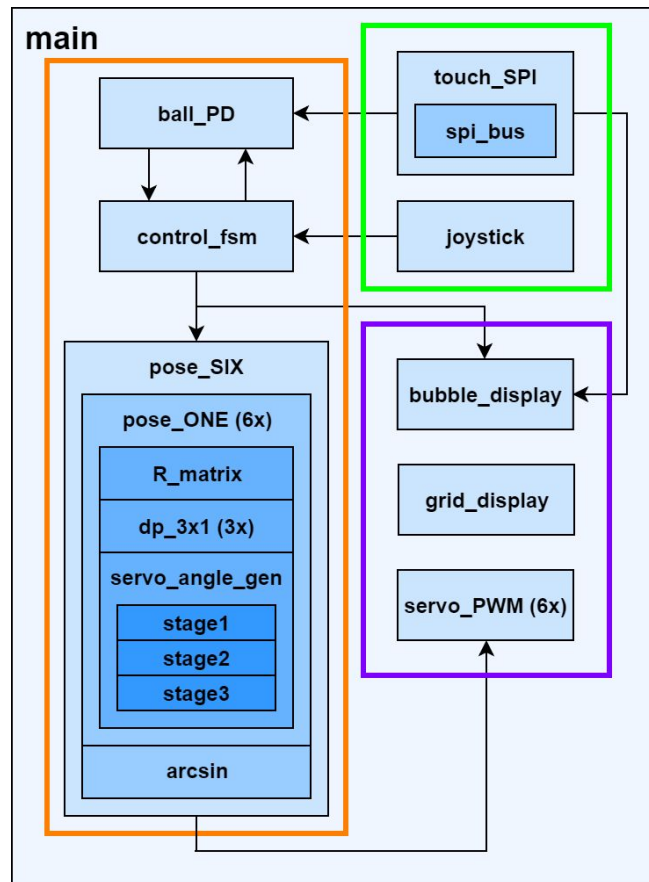 main
touch_SPI
spi_bus
joystick
ball_PD
control_fsm
pose_SIX
pose_ONE (6x)
R_matrix
dp_3x1 (3x)
servo_angle_gen
stage1
stage2
stage3
arcsin
bubble_display
grid_display
servo_PWM (6x)